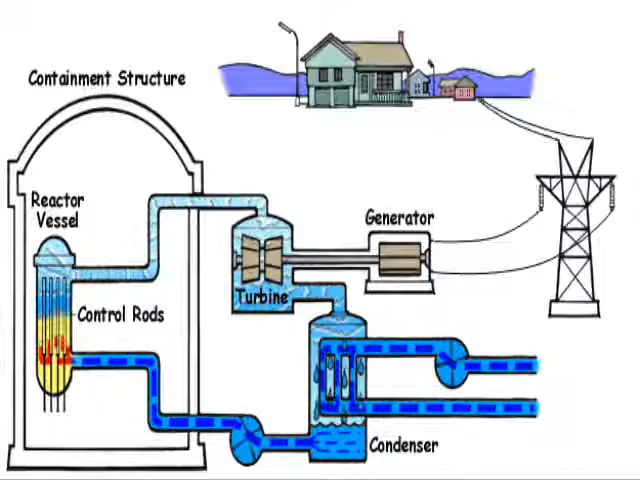 Containment Structure
Reactor
Vessel
Generator
Turbine
Control Rods
Condenser